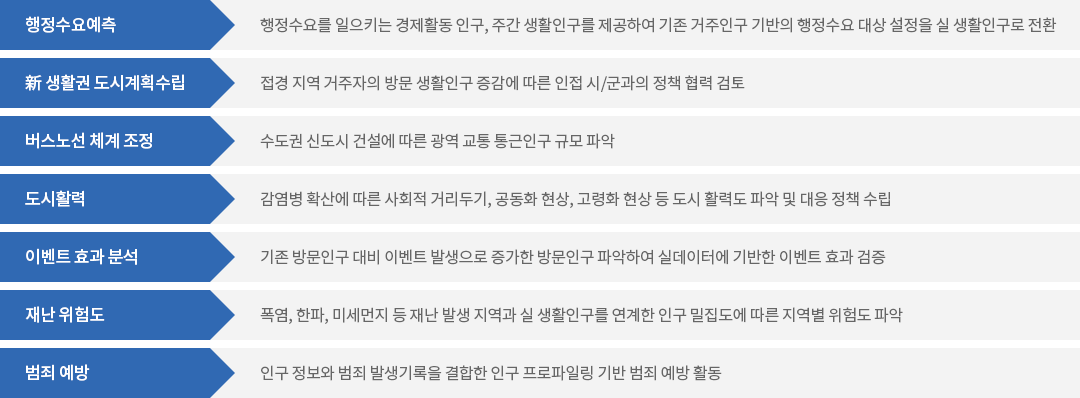 행정수요예측
행정수요를 일으키는 경제활동 인구, 주간 생활인구를 제공하여 기존 거주인구 기반의 행정수요 대상 설정을 실 생활인구로 전환
新 생활권 도시계획수립
접경 지역 거주자의 방문 생활인구 증감에 따른 인접 시/군과의 정책 협력 검토
버스노선 체계 조정
수도권 신도시 건설에 따른 광역 교통 통근인구 규모 파악
도시활력
감염병 확산에 따른 사회적 거리두기, 공동화 현상, 고령화 현상 등 도시 활력도 파악 및 대응 정책 수립
이벤트 효과 분석
기존 방문인구 대비 이벤트 발생으로 증가한 방문인구 파악하여 실데이터에 기반한 이벤트 효과 검증
재난 위험도
폭염, 한파, 미세먼지 등 재난 발생 지역과 실 생활인구를 연계한 인구 밀집도에 따른 지역별 위험도 파악
범죄 예방
인구 정보와 범죄 발생기록을 결합한 인구 프로파일링 기반 범죄 예방 활동